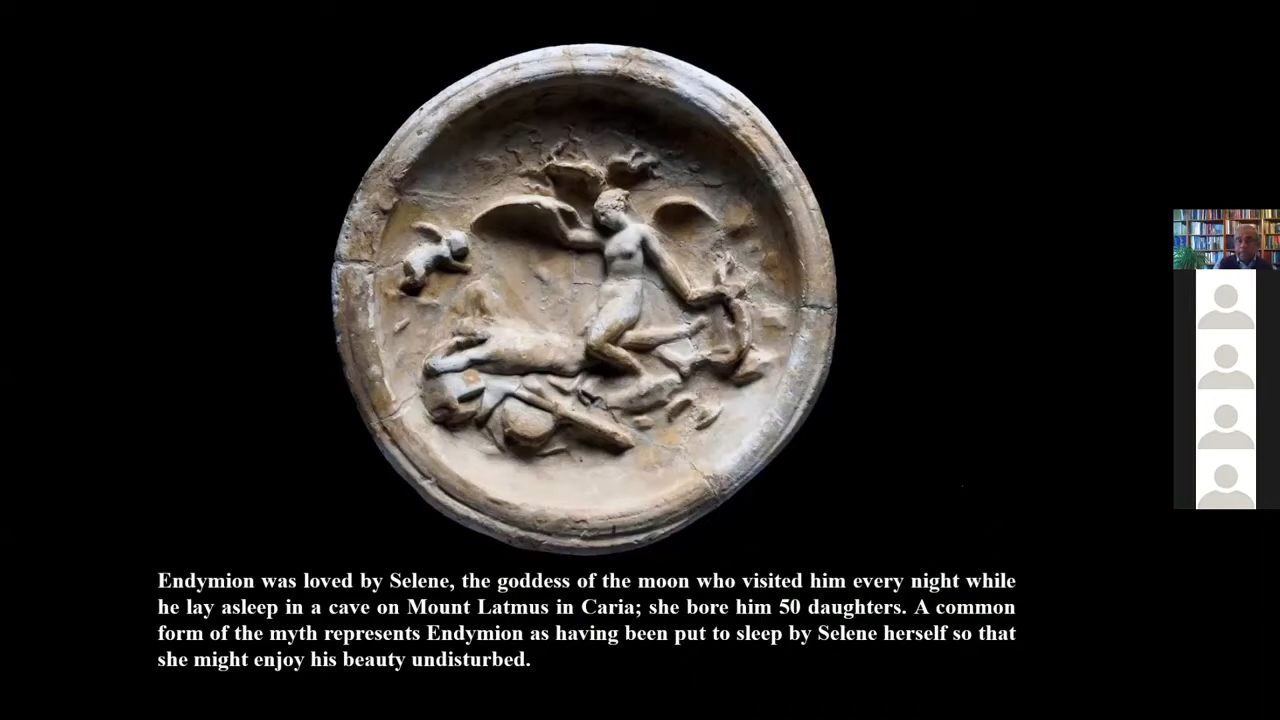 Endymion was loved by Selene, the goddess of the moon who visited him every night while
he lay asleep in a cave on Mount Latmus in Caria; she bore him 50 daughters. A common
form of the myth represents Endymion as having been put to sleep by Selene herself so that
she might enjoy his beauty undisturbed.